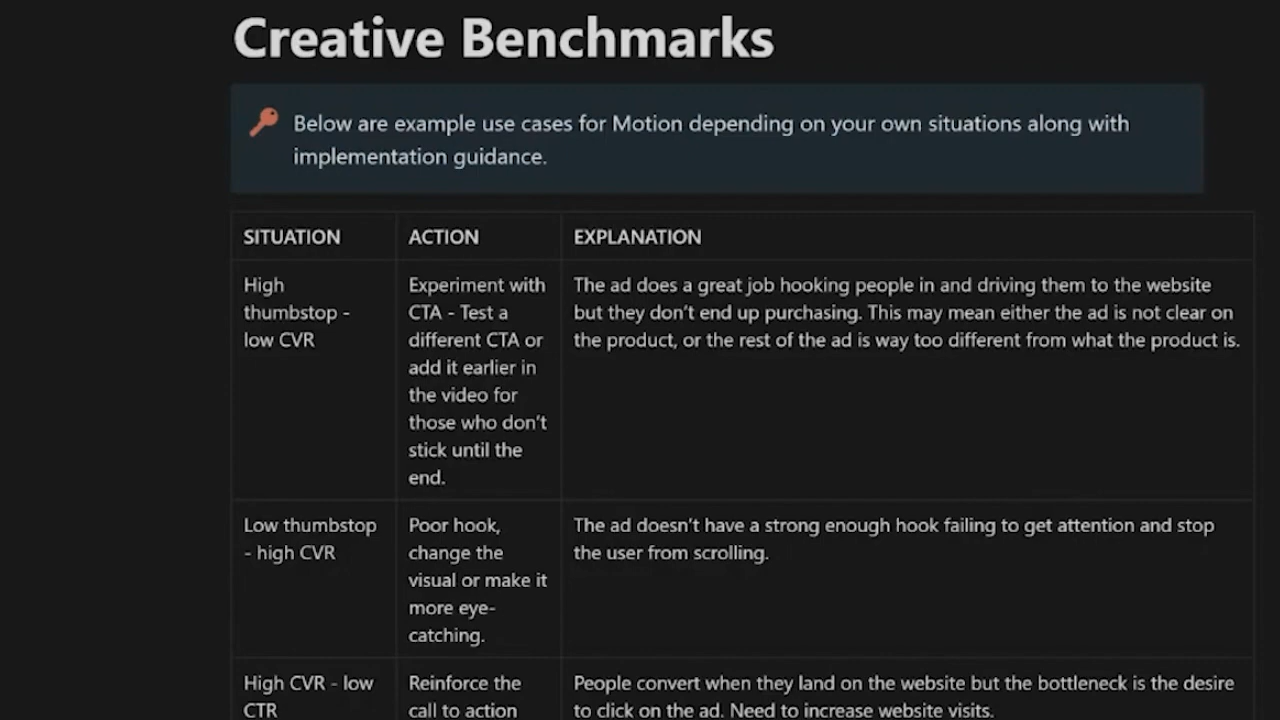 Creative Benchmarks
Below are example use cases for Motion depending on your own situations along with
implementation guidance.
SITUATION
ACTION
EXPLANATION
High
thumbstop -
low CVR
Experiment with
CTA - Test a
different CTA or
add it earlier in
the video for
those who don't
stick until the
end.
The ad does a great job hooking people in and driving them to the website
but they don't end up purchasing. This may mean either the ad is not clear on
the product, or the rest of the ad is way too different from what the product is.
Low thumbstop
- high CVR
Poor hook,
change the
visual or make it
more eye-
catching.
The ad doesn't have a strong enough hook failing to get attention and stop
the user from scrolling.
High CVR - low
CTR
Reinforce the
call to action
People convert when they land on the website but the bottleneck is the desire
to click on the ad. Need to increase website visits.